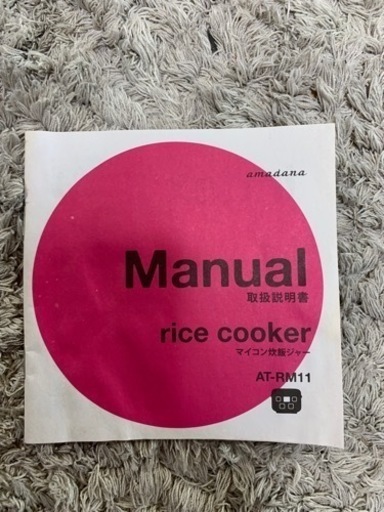 amadana
Manual
取扱説明書
rice cooker
マイコン炊飯ジャー
AT-RM11